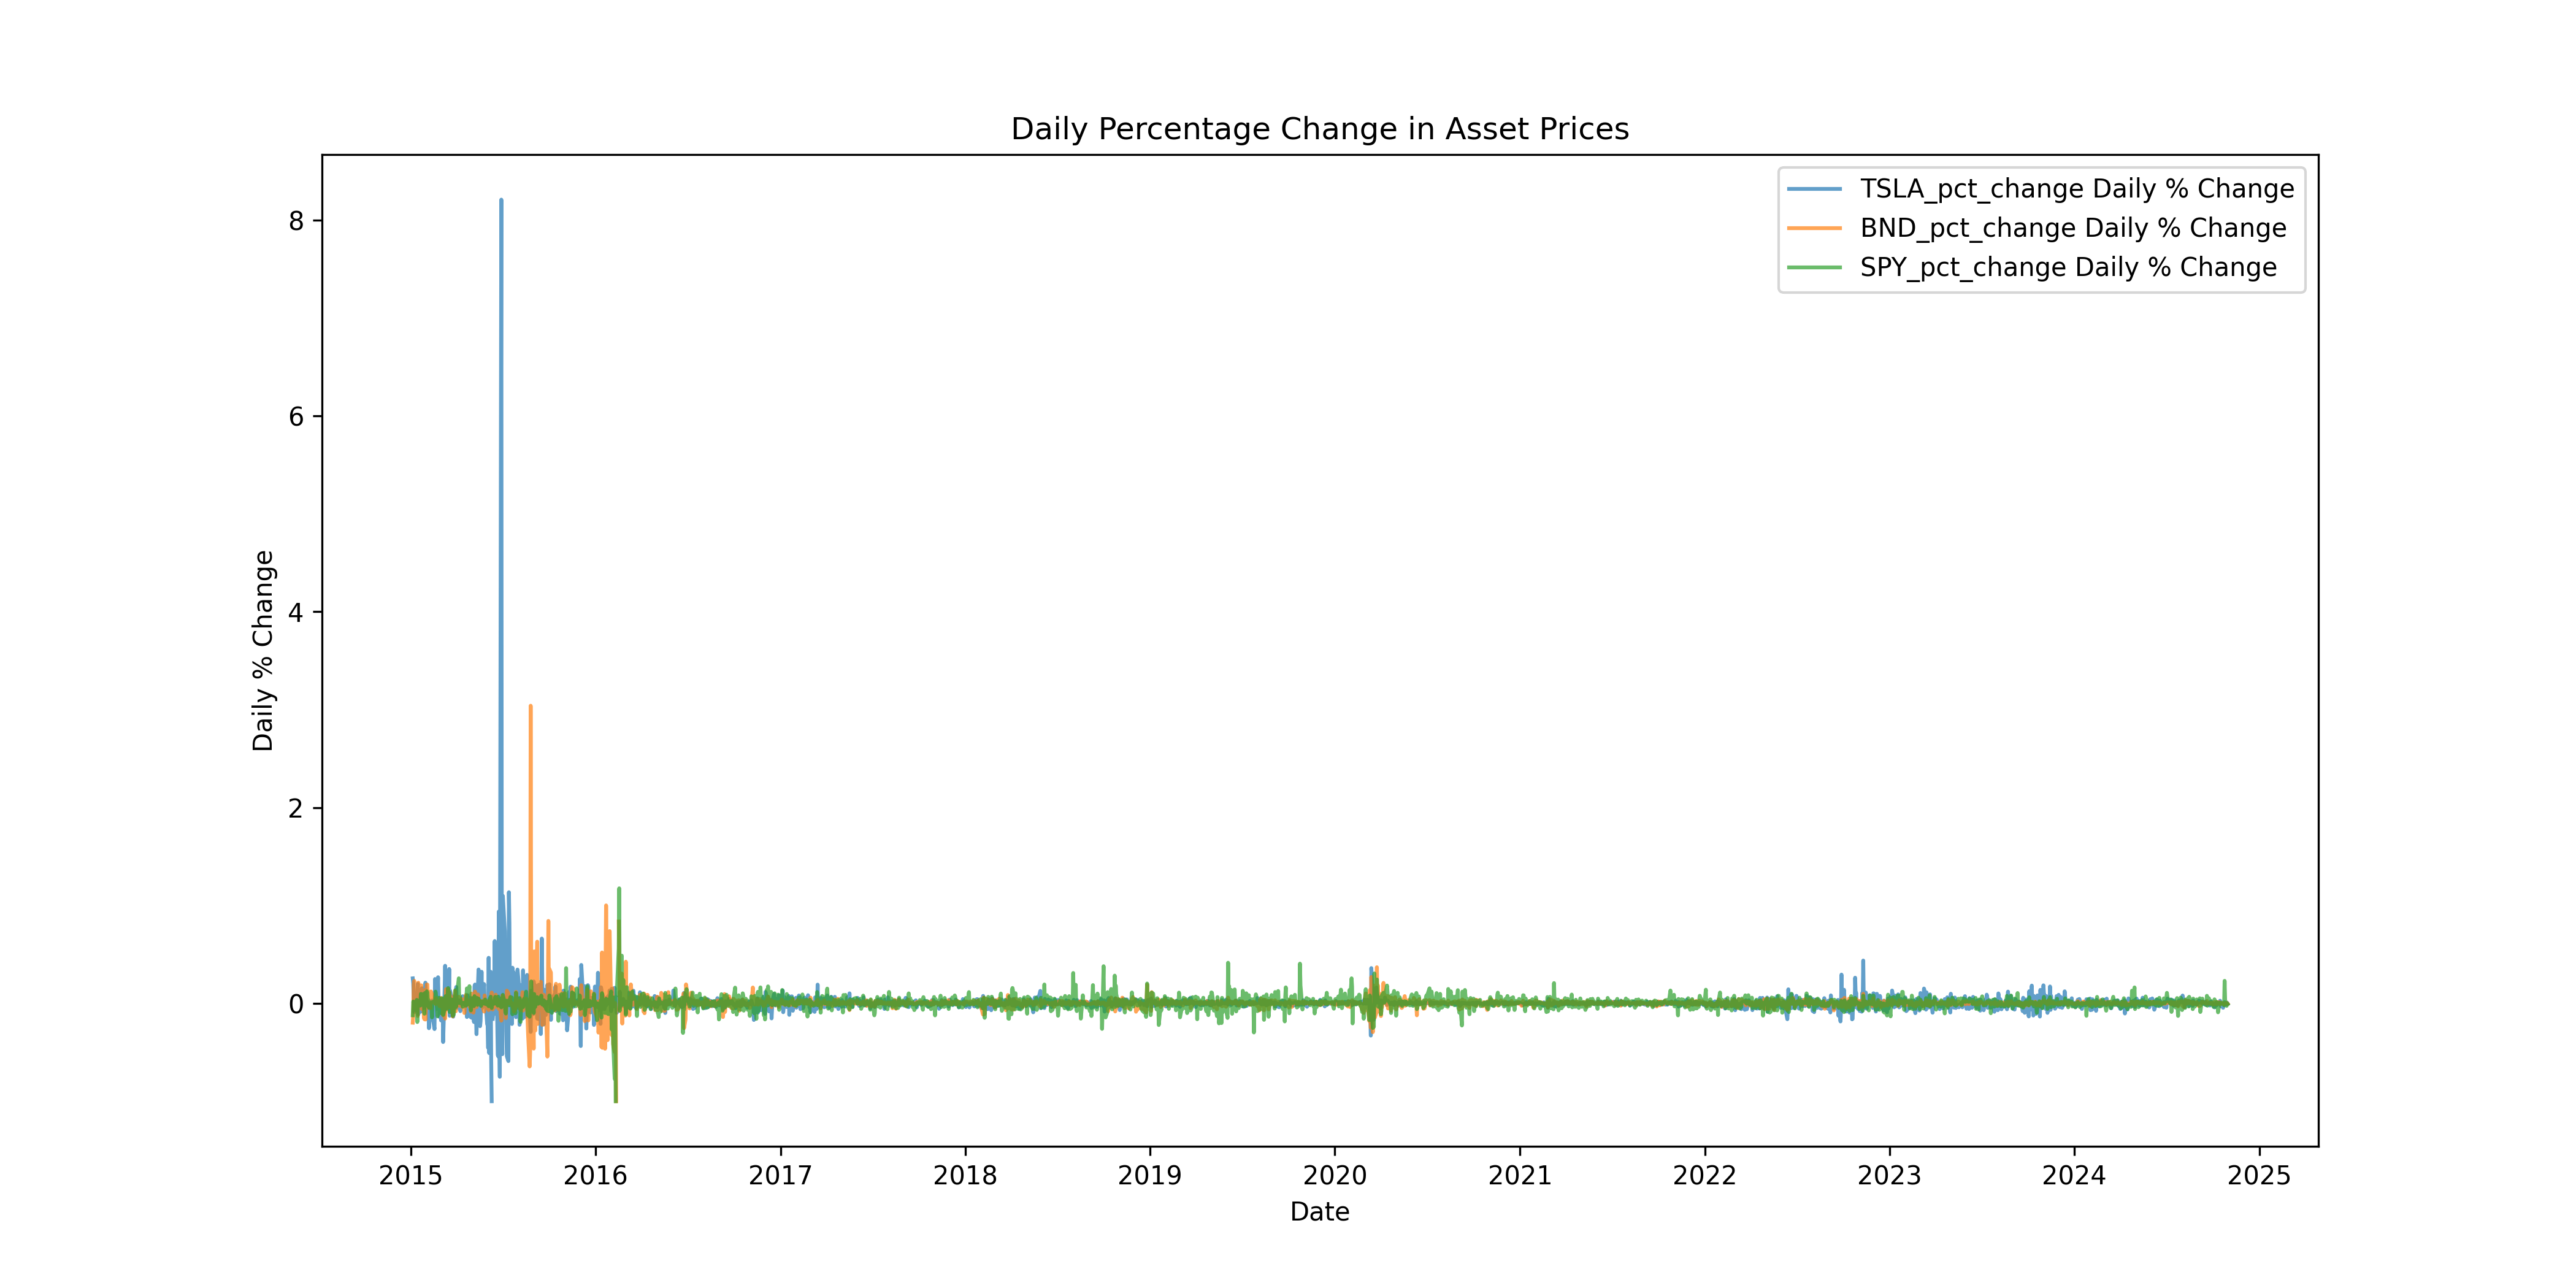 Daily Percentage Change in Asset Prices
TSLA_pct_change Daily % Change
BND_pct_change Daily % Change
SPY_pct_change Daily % Change
Daily % Change
8
6
4
2
0
2015 2016 2017 2018 2019 2020 2021 2022 2023 2024 2025
Date